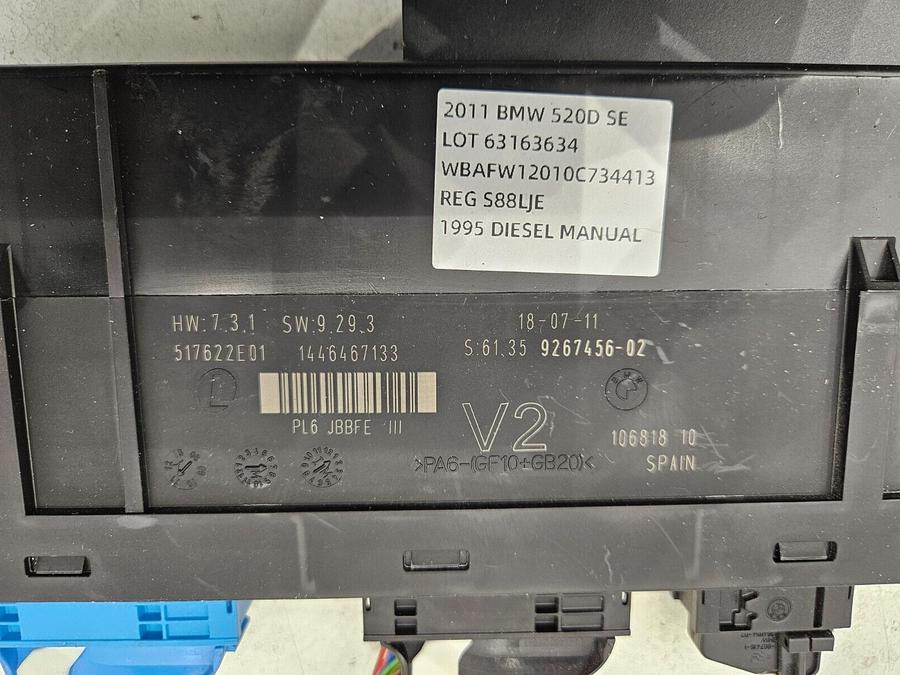 2011 BMW 520D SE
LOT 63163634
WBAFW12010C734413
REG S88LJE
1995 DIESEL MANUAL
HW:7.3.1 SW:9.29.3 18-07-11
517622E01 1446467133 S:61.35 9267456-02
PL6 JBBFE III
V2
106818 10
>PA6-(GF10+GB20)<
SPAIN
BMW